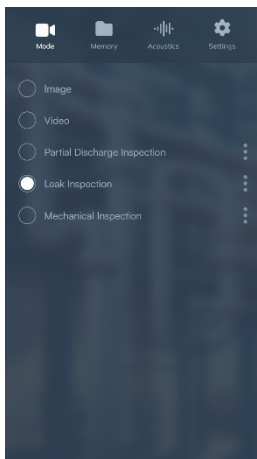 Mode Memory Acoustics Settings
Image
Video
Partial Discharge Inspection
Leak Inspection
Mechanical Inspection